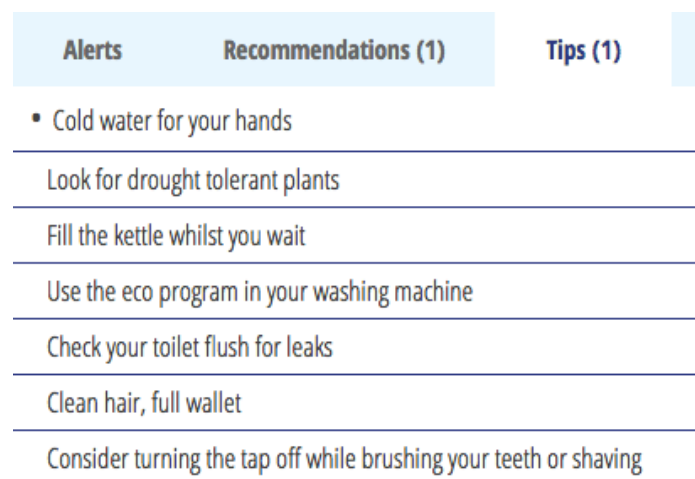 Alerts Recommendations (1) Tips (1)
• Cold water for your hands
Look for drought tolerant plants
Fill the kettle whilst you wait
Use the eco program in your washing machine
Check your toilet flush for leaks
Clean hair, full wallet
Consider turning the tap off while brushing your teeth or shaving